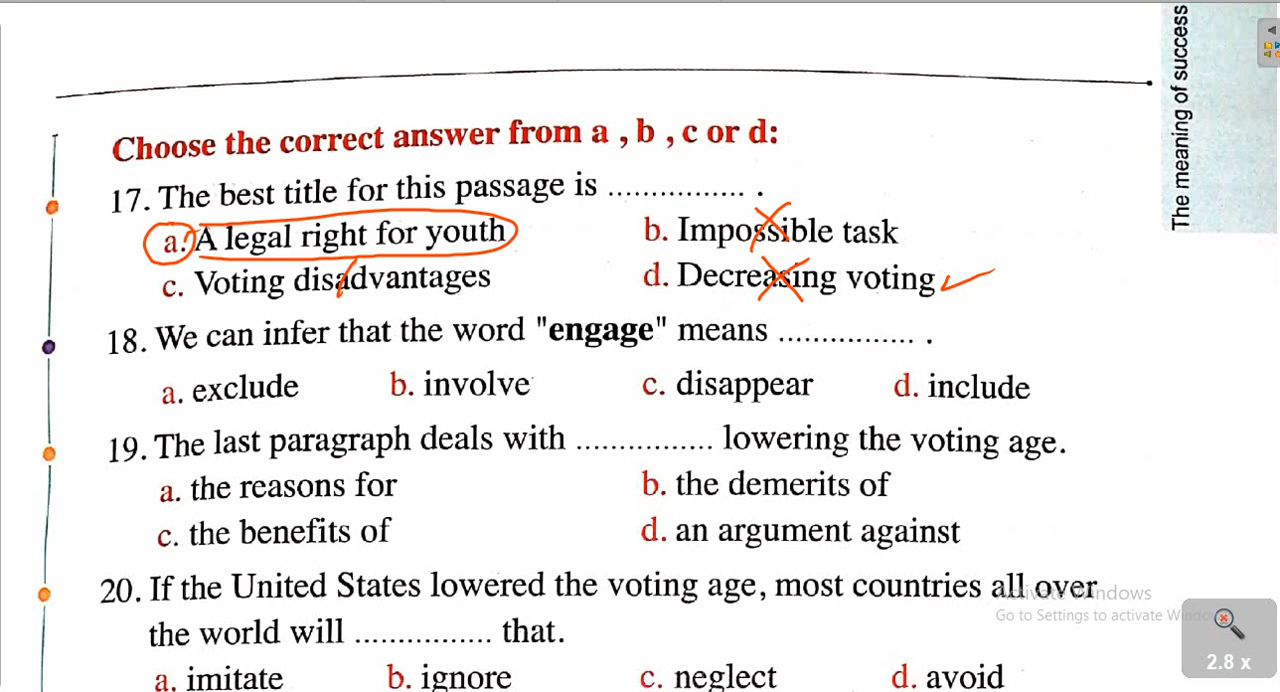 The meaning of success
Choose the correct answer from a , b , c or d:
17. The best title for this passage is ................ .
a. A legal right for youth b. Impossible task
c. Voting disadvantages d. Decreasing voting
18. We can infer that the word "engage" means ................ .
a. exclude b. involve c. disappear d. include
19. The last paragraph deals with ................ lowering the voting age.
a. the reasons for b. the demerits of
c. the benefits of d. an argument against
20. If the United States lowered the voting age, most countries all over
the world will ................ that.
a. imitate b. ignore c. neglect d. avoid
Activate Windows
Go to Settings to activate Windows
2.8 x